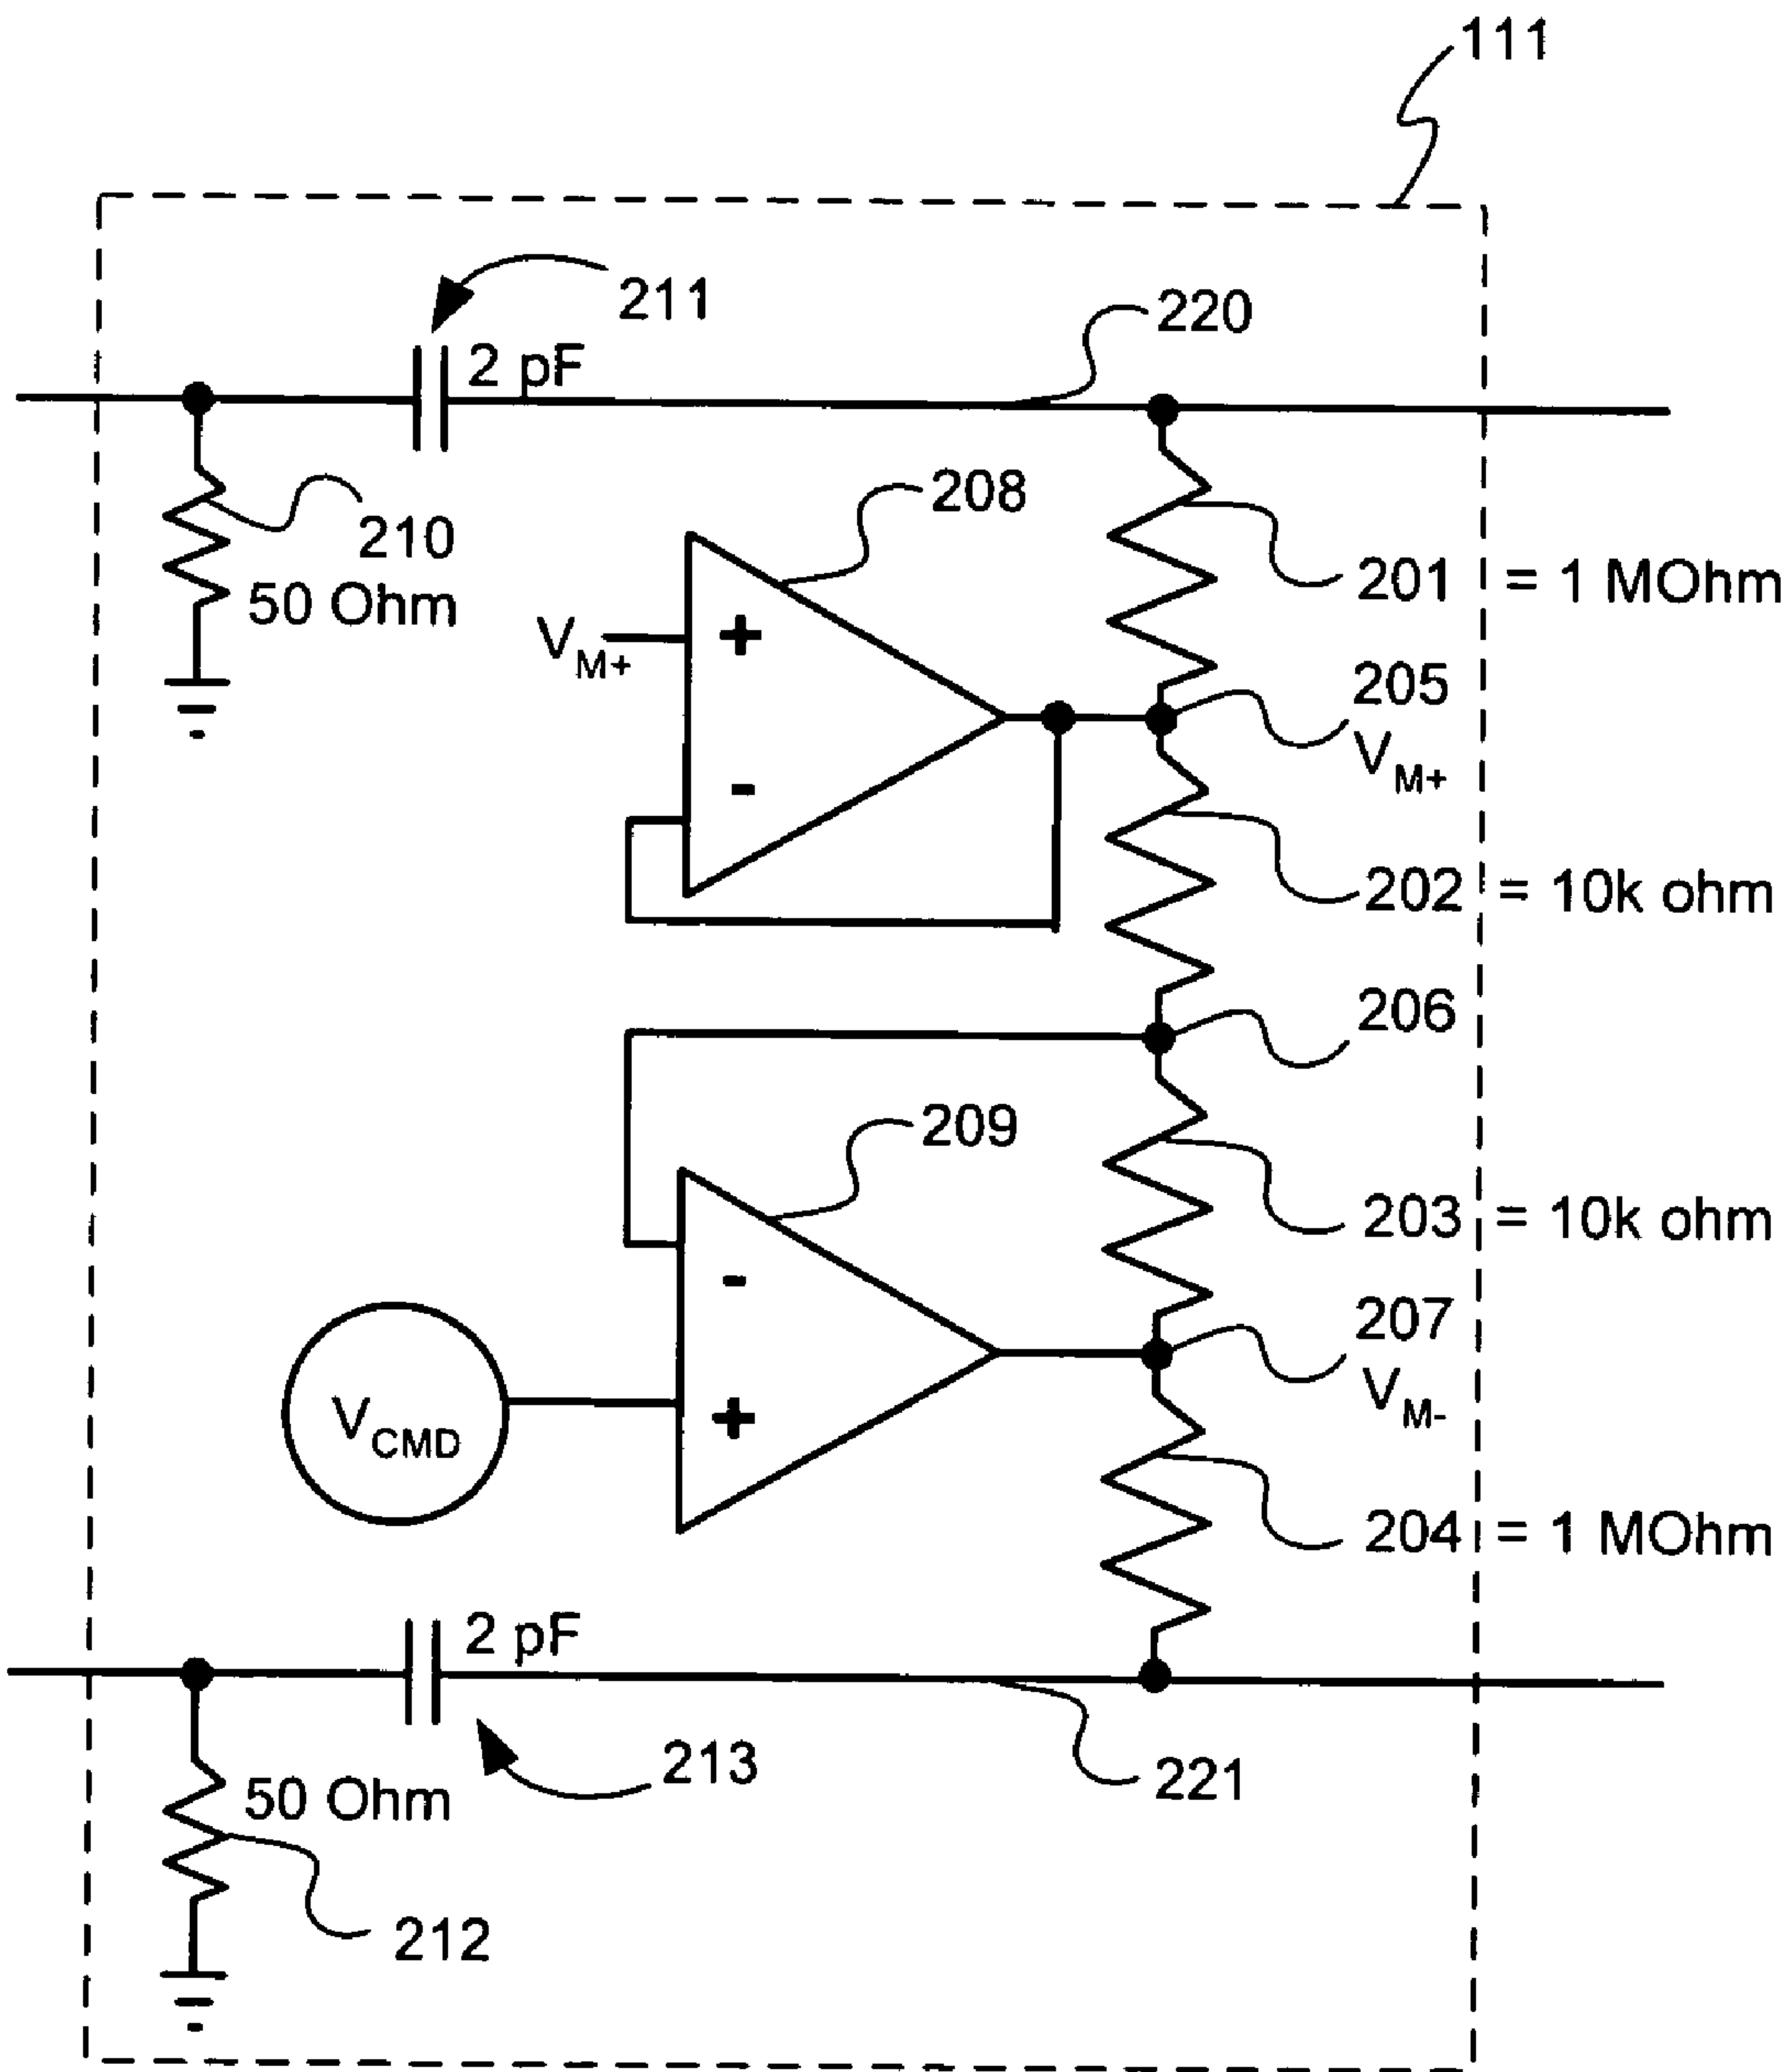 111
211
220
2 pF
208
210
50 Ohm
201 = 1 MOhm
VM+
+
205
VM+
-
202 = 10k ohm
206
209
203 = 10k ohm
-
207
VM-
VCMD
+
204 = 1 MOhm
2 pF
213
221
50 Ohm
212